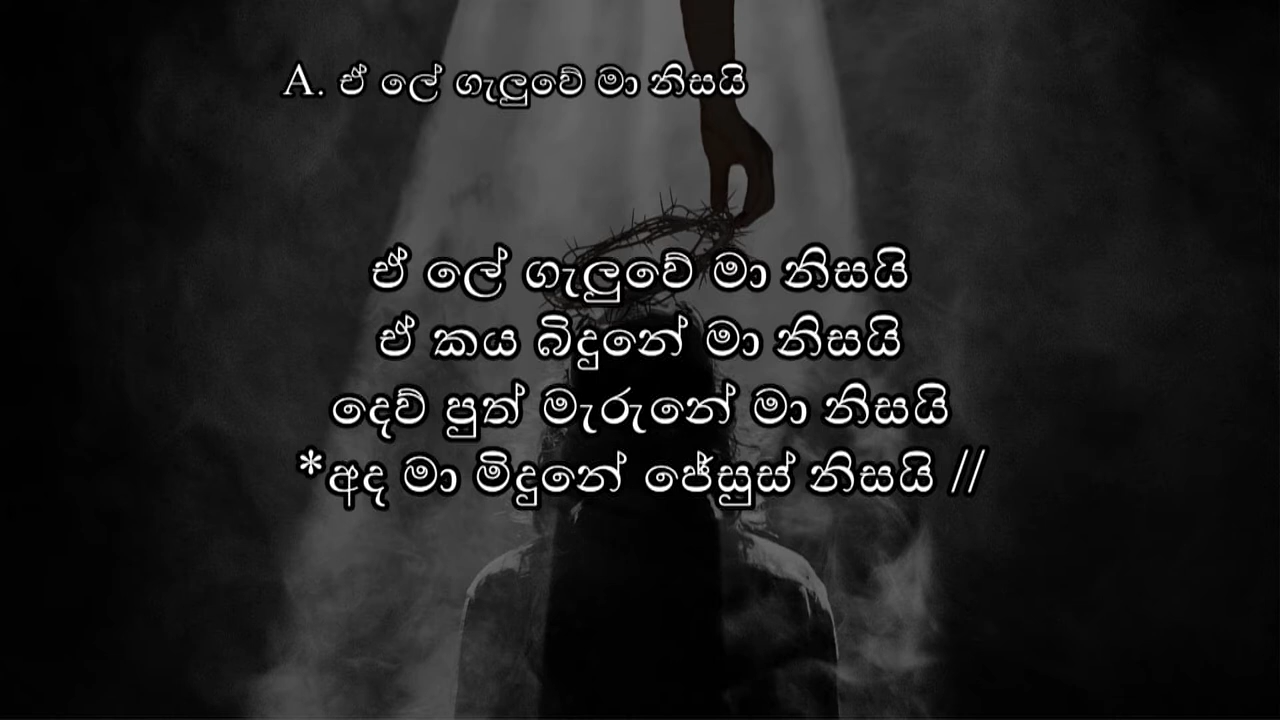 A. ඒ ලේ ගැලුවේ මා නිසයි
ඒ ලේ ගැලුවේ මා නිසයි
ඒ කය බිදුනේ මා නිසයි
දෙව් පුත් මැරුනේ මා නිසයි
*අද මා මිදුනේ ජේසුස් නිසයි //